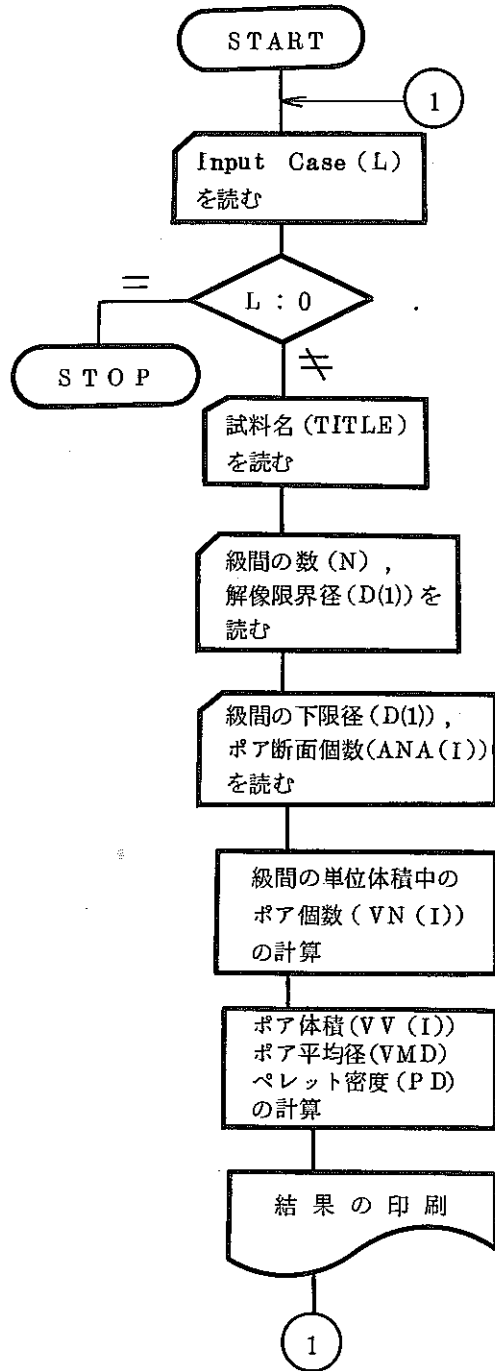 START
1
Input Case (L)
を読む
L : 0
=
≠
STOP
試料名 (TITLE)
を読む
級間の数 (N) ,
解像限界径 (D(1)) を
読む
級間の下限径 (D(1)) ,
ポア断面個数 (ANA (I))
を読む
級間の単位体積中の
ポア個数 ( VN (I))
の計算
ポア体積 (VV (I))
ポア平均径 (VMD)
ペレット密度 (PD)
の計算
結果の印刷
1